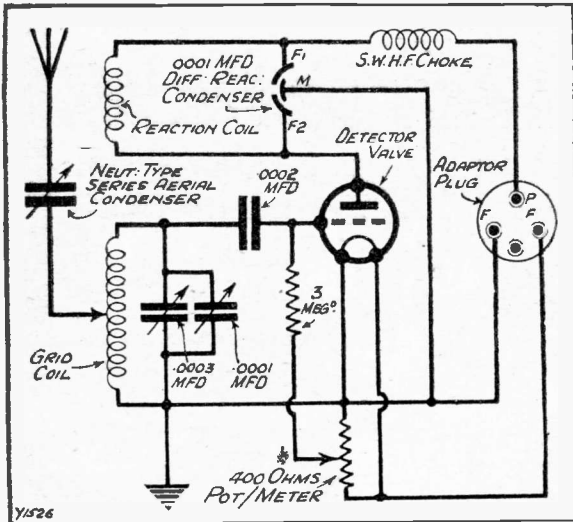 .0001 MFD
DIFF. REAC:
CONDENSER
F1
M
F2
S.W.H.F. CHOKE
REACTION COIL
DETECTOR
VALVE
ADAPTOR
PLUG
P
F
F
NEUT: TYPE
SERIES AERIAL
CONDENSER
.0002
MFD
3
MEGO.
GRID
COIL
.0003
MFD
.0001
MFD
400 OHMS
POT/METER
Y1526